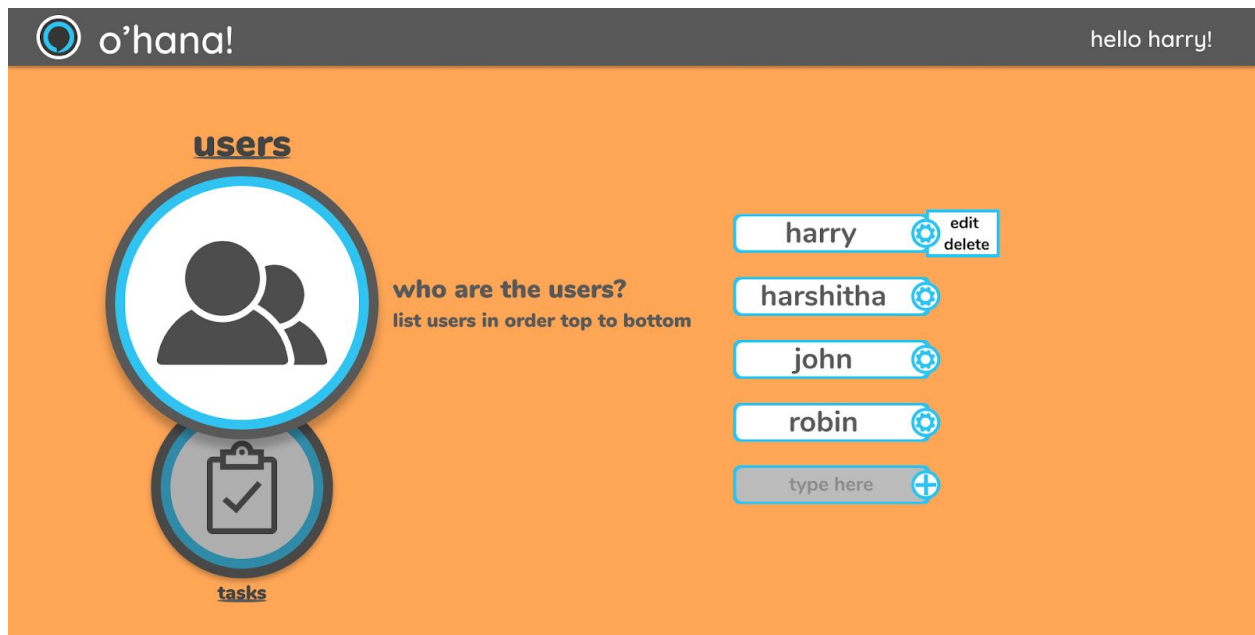 o'hana!
hello harry!
users
who are the users?
list users in order top to bottom
harry
edit
delete
harshitha
john
robin
type here
tasks